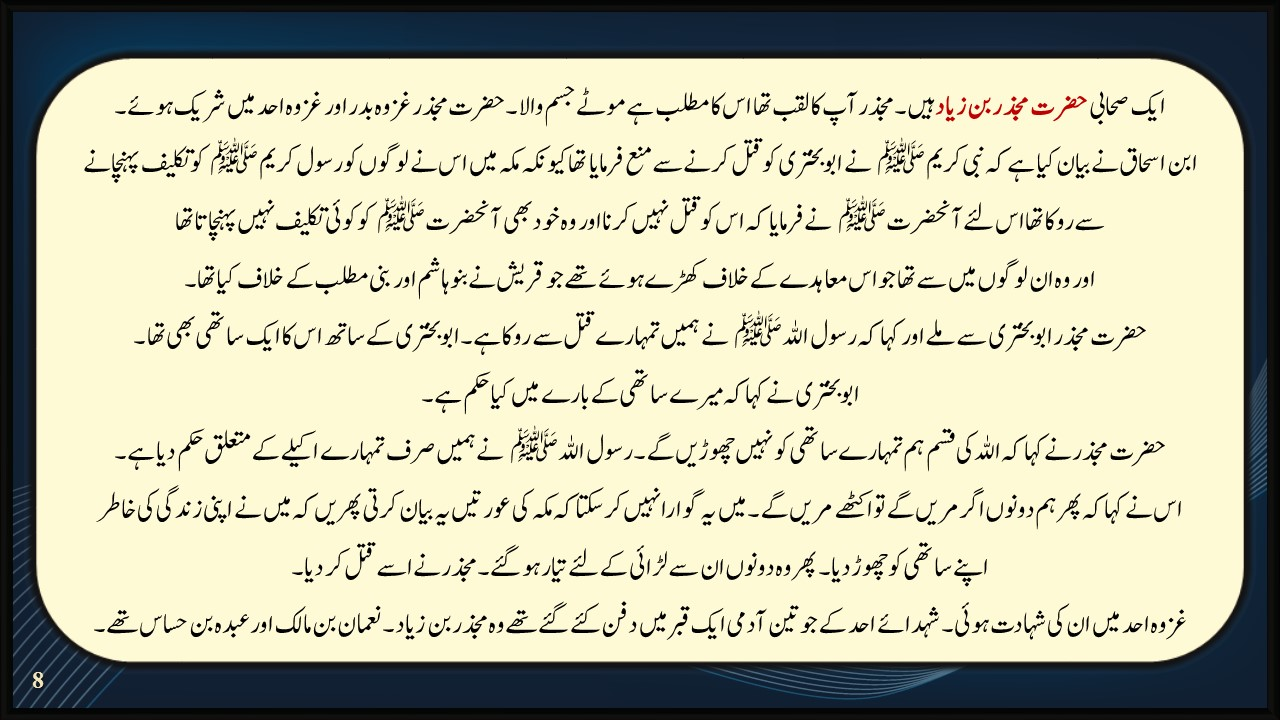 ایک صحابی حضرت مجذر بن زیاد ہیں۔ مجذر آپ کا لقب تھا اس کا مطلب ہے موٹے جسم والا۔ حضرت مجذر غزوہ بدر اور غزوہ احد میں شریک ہوئے۔
ابن اسحاق نے بیان کیا ہے کہ نبی کریم ﷺ نے ابو بختری کو قتل کرنے سے منع فرمایا تھا کیونکہ مکہ میں اس نے لوگوں کو رسول کریم ﷺ کو تکلیف پہنچانے
سے روکا تھا اس لئے آنحضرت ﷺ نے فرمایا کہ اس کو قتل نہیں کرنا اور وہ خود بھی آنحضرت ﷺ کو کوئی تکلیف نہیں پہنچاتا تھا
اور وہ ان لوگوں میں سے تھا جو اس معاہدے کے خلاف کھڑے ہوئے تھے جو قریش نے بنو ہاشم اور بنی مطلب کے خلاف کیا تھا۔
حضرت مجذر ابو بختری سے ملے اور کہا کہ رسول اللہ ﷺ نے ہمیں تمہارے قتل سے روکا ہے۔ ابو بختری کے ساتھ اس کا ایک ساتھی بھی تھا۔
ابو بختری نے کہا کہ میرے ساتھی کے بارے میں کیا حکم ہے۔
حضرت مجذر نے کہا کہ اللہ کی قسم ہم تمہارے ساتھی کو نہیں چھوڑیں گے۔ رسول اللہ ﷺ نے ہمیں صرف تمہارے اکیلے کے متعلق حکم دیا ہے۔
اس نے کہا کہ پھر ہم دونوں اگر مریں گے تو اکٹھے مریں گے۔ میں یہ گوارا نہیں کر سکتا کہ مکہ کی عورتیں یہ بیان کرتی پھریں کہ میں نے اپنی زندگی کی خاطر
اپنے ساتھی کو چھوڑ دیا۔ پھر وہ دونوں ان سے لڑائی کے لئے تیّار ہو گئے۔ مجذر نے اسے قتل کر دیا۔
غزوہ احد میں ان کی شہادت ہوئی۔ شہدائے احد کے جو تین آدمی ایک قبر میں دفن کئے گئے تھے وہ مجذر بن زیاد۔ نعمان بن مالک اور عبدہ بن حساس تھے۔
8